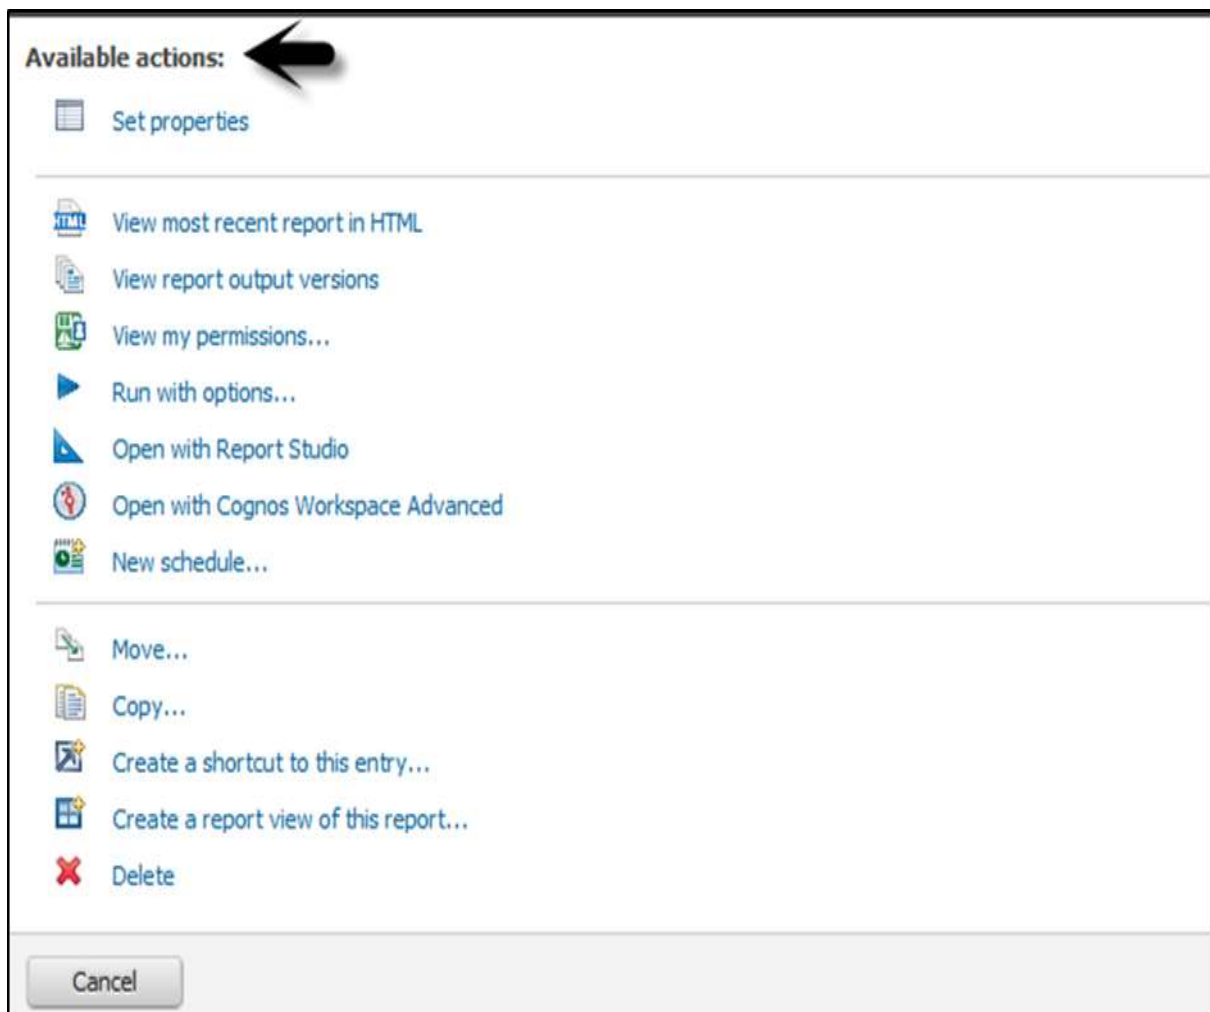 Available actions:
Set properties
HTML
View most recent report in HTML
View report output versions
View my permissions...
Run with options...
Open with Report Studio
Open with Cognos Workspace Advanced
New schedule...
Move...
Copy...
Create a shortcut to this entry...
Create a report view of this report...
Delete
Cancel